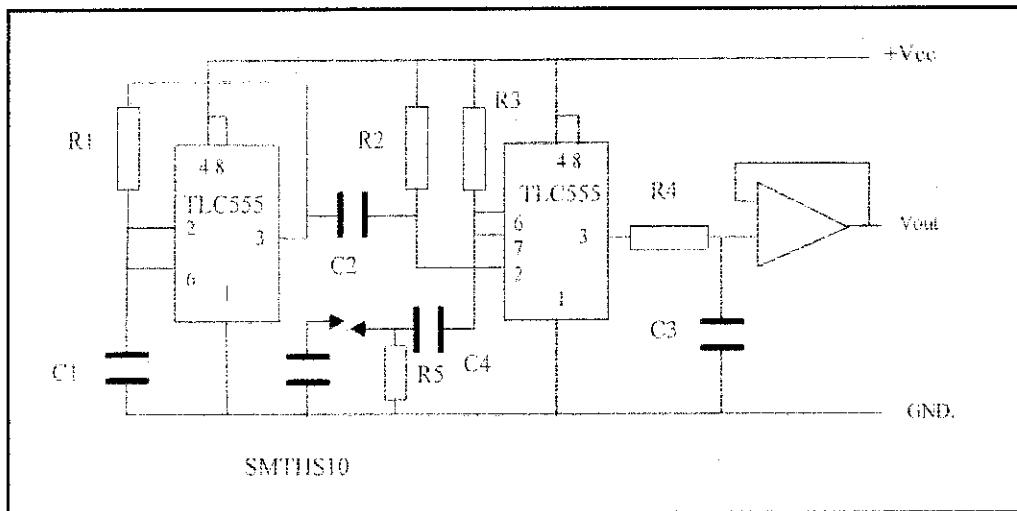 +Vcc
R3
R1
R2
4 8
4 8
TLC555
TLC555
R4
2
3
6
7
3
Vout
C2
2
6
1
1
C3
C1
R5
C4
GND.
SMTHS10